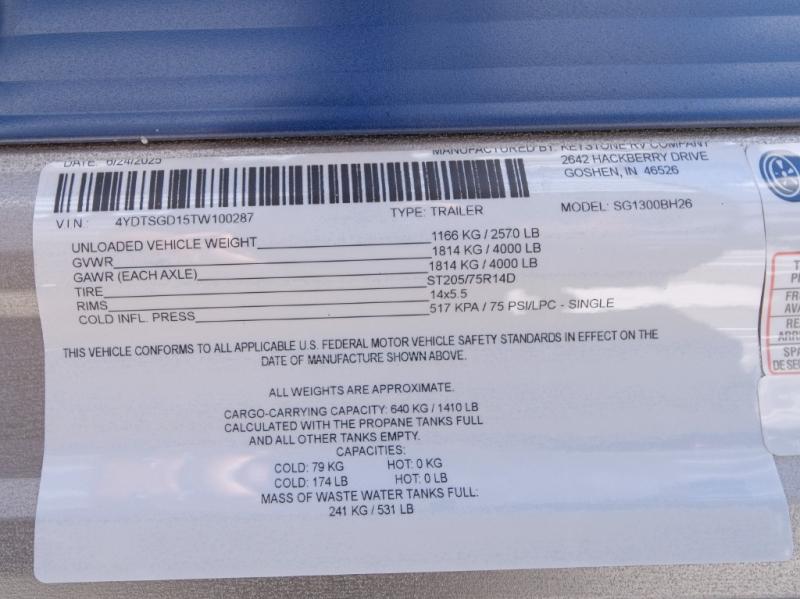 DATE: 6/24/2025
MANUFACTURED BY: KEYSTONE RV COMPANY
2642 HACKBERRY DRIVE
GOSHEN, IN 46526
VIN: 4YDTSGD15TW100287 TYPE: TRAILER MODEL: SG1300BH26
UNLOADED VEHICLE WEIGHT 1166 KG / 2570 LB
GVWR 1814 KG / 4000 LB
GAWR (EACH AXLE) 1814 KG / 4000 LB
TIRE ST205/75R14D
RIMS 14x5.5
COLD INFL. PRESS 517 KPA / 75 PSI/LPC - SINGLE
THIS VEHICLE CONFORMS TO ALL APPLICABLE U.S. FEDERAL MOTOR VEHICLE SAFETY STANDARDS IN EFFECT ON THE
DATE OF MANUFACTURE SHOWN ABOVE.
ALL WEIGHTS ARE APPROXIMATE.
CARGO-CARRYING CAPACITY: 640 KG / 1410 LB
CALCULATED WITH THE PROPANE TANKS FULL
AND ALL OTHER TANKS EMPTY.
CAPACITIES:
COLD: 79 KG HOT: 0 KG
COLD: 174 LB HOT: 0 LB
MASS OF WASTE WATER TANKS FULL:
241 KG / 531 LB